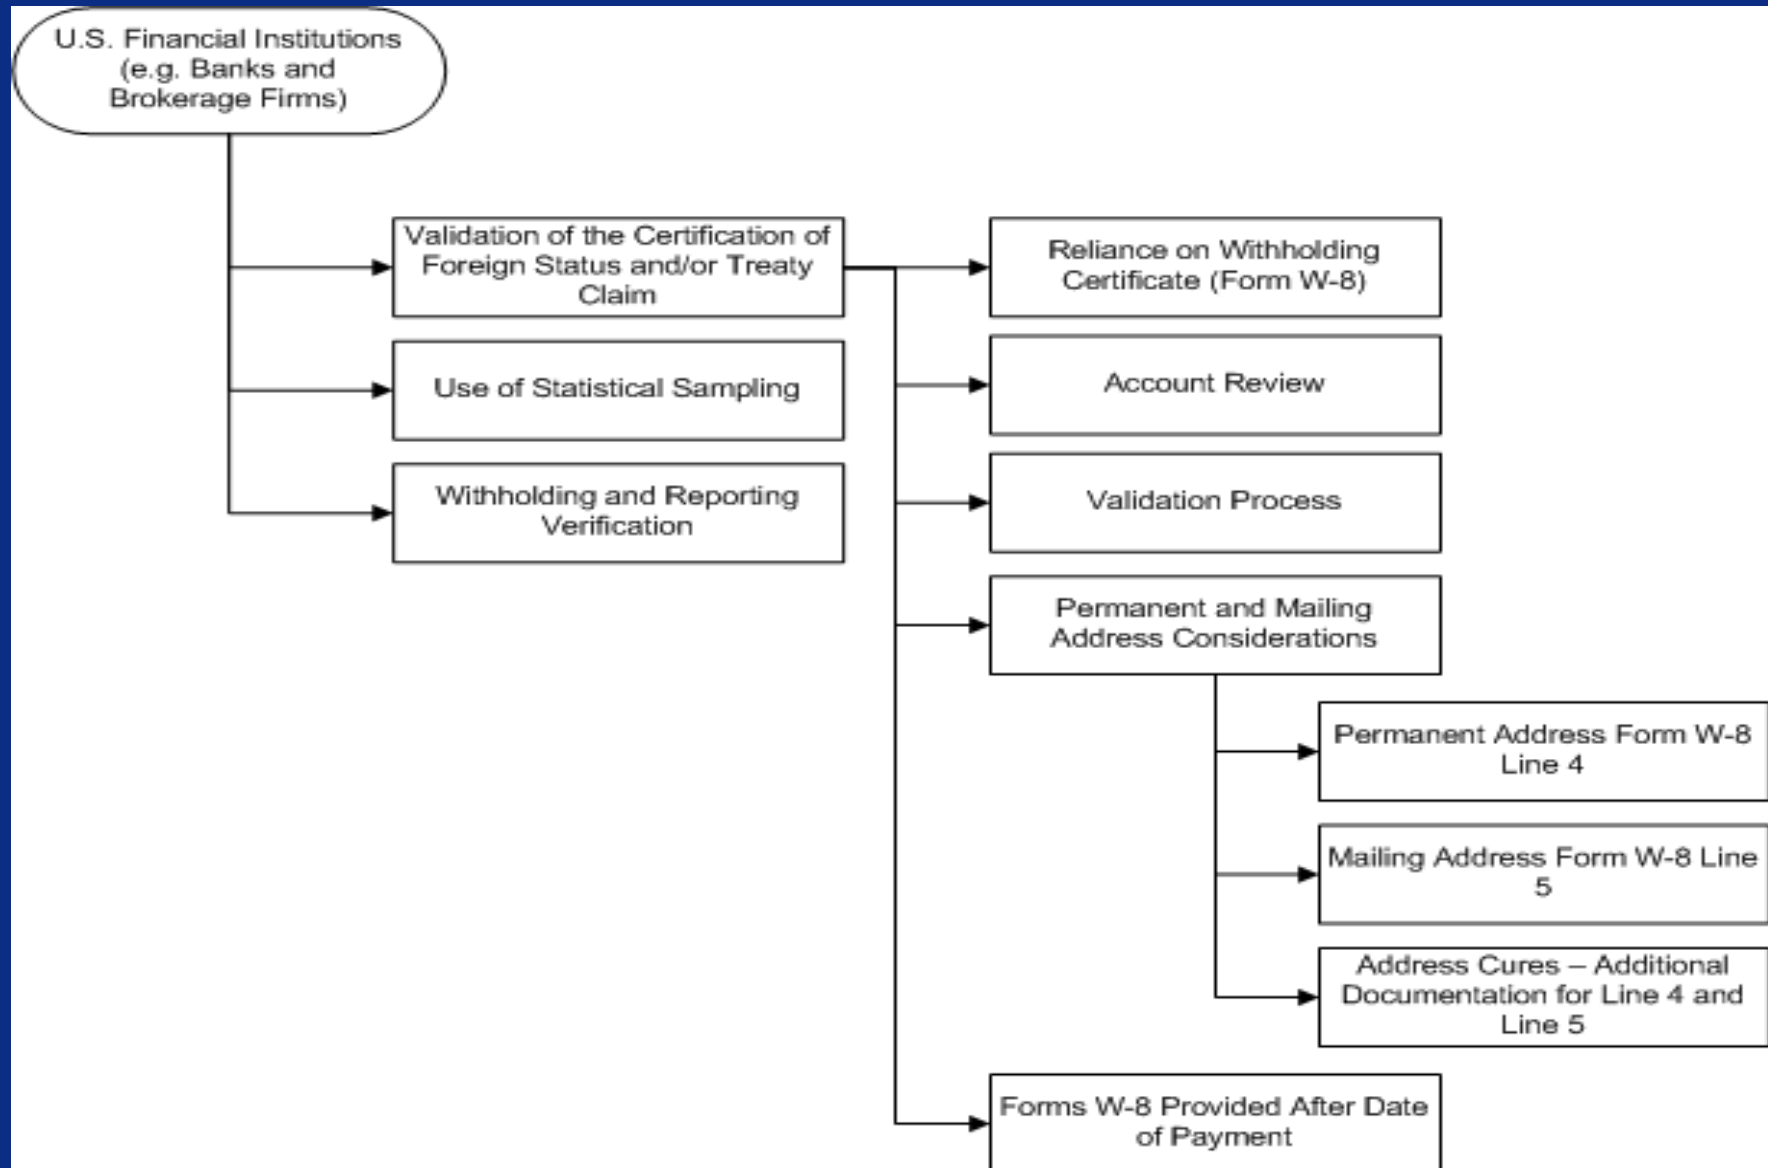 U.S. Financial Institutions
(e.g. Banks and
Brokerage Firms)
Validation of the Certification of
Foreign Status and/or Treaty
Claim
Use of Statistical Sampling
Withholding and Reporting
Verification
Reliance on Withholding
Certificate (Form W-8)
Account Review
Validation Process
Permanent and Mailing
Address Considerations
Permanent Address Form W-8
Line 4
Mailing Address Form W-8 Line
5
Address Cures – Additional
Documentation for Line 4 and
Line 5
Forms W-8 Provided After Date
of Payment